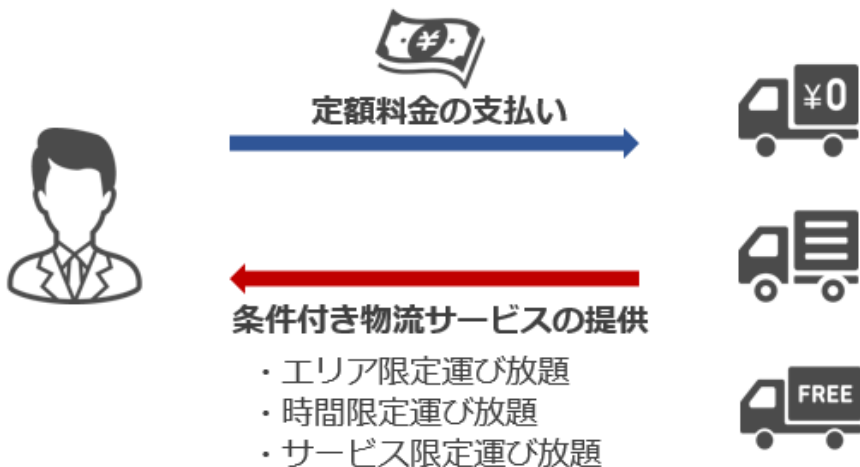 ¥
定額料金の支払い
¥0
条件付き物流サービスの提供
・エリア限定運び放題
・時間限定運び放題
・サービス限定運び放題
FREE